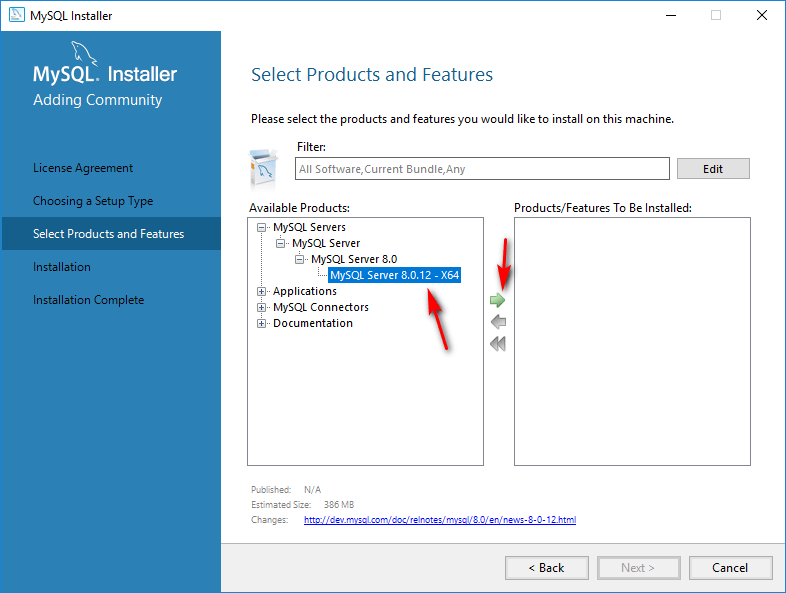 MySQL Installer
MySQL. Installer
Adding Community
License Agreement
Choosing a Setup Type
Select Products and Features
Installation
Installation Complete
Select Products and Features
Please select the products and features you would like to install on this machine.
Filter:
All Software,Current Bundle,Any
Edit
Available Products:
MySQL Servers
MySQL Server
MySQL Server 8.0
MySQL Server 8.0.12 - X64
Applications
MySQL Connectors
Documentation
Products/Features To Be Installed:
Published: N/A
Estimated Size: 386 MB
Changes: http://dev.mysql.com/doc/relnotes/mysql/8.0/en/news-8-0-12.html
< Back
Next >
Cancel